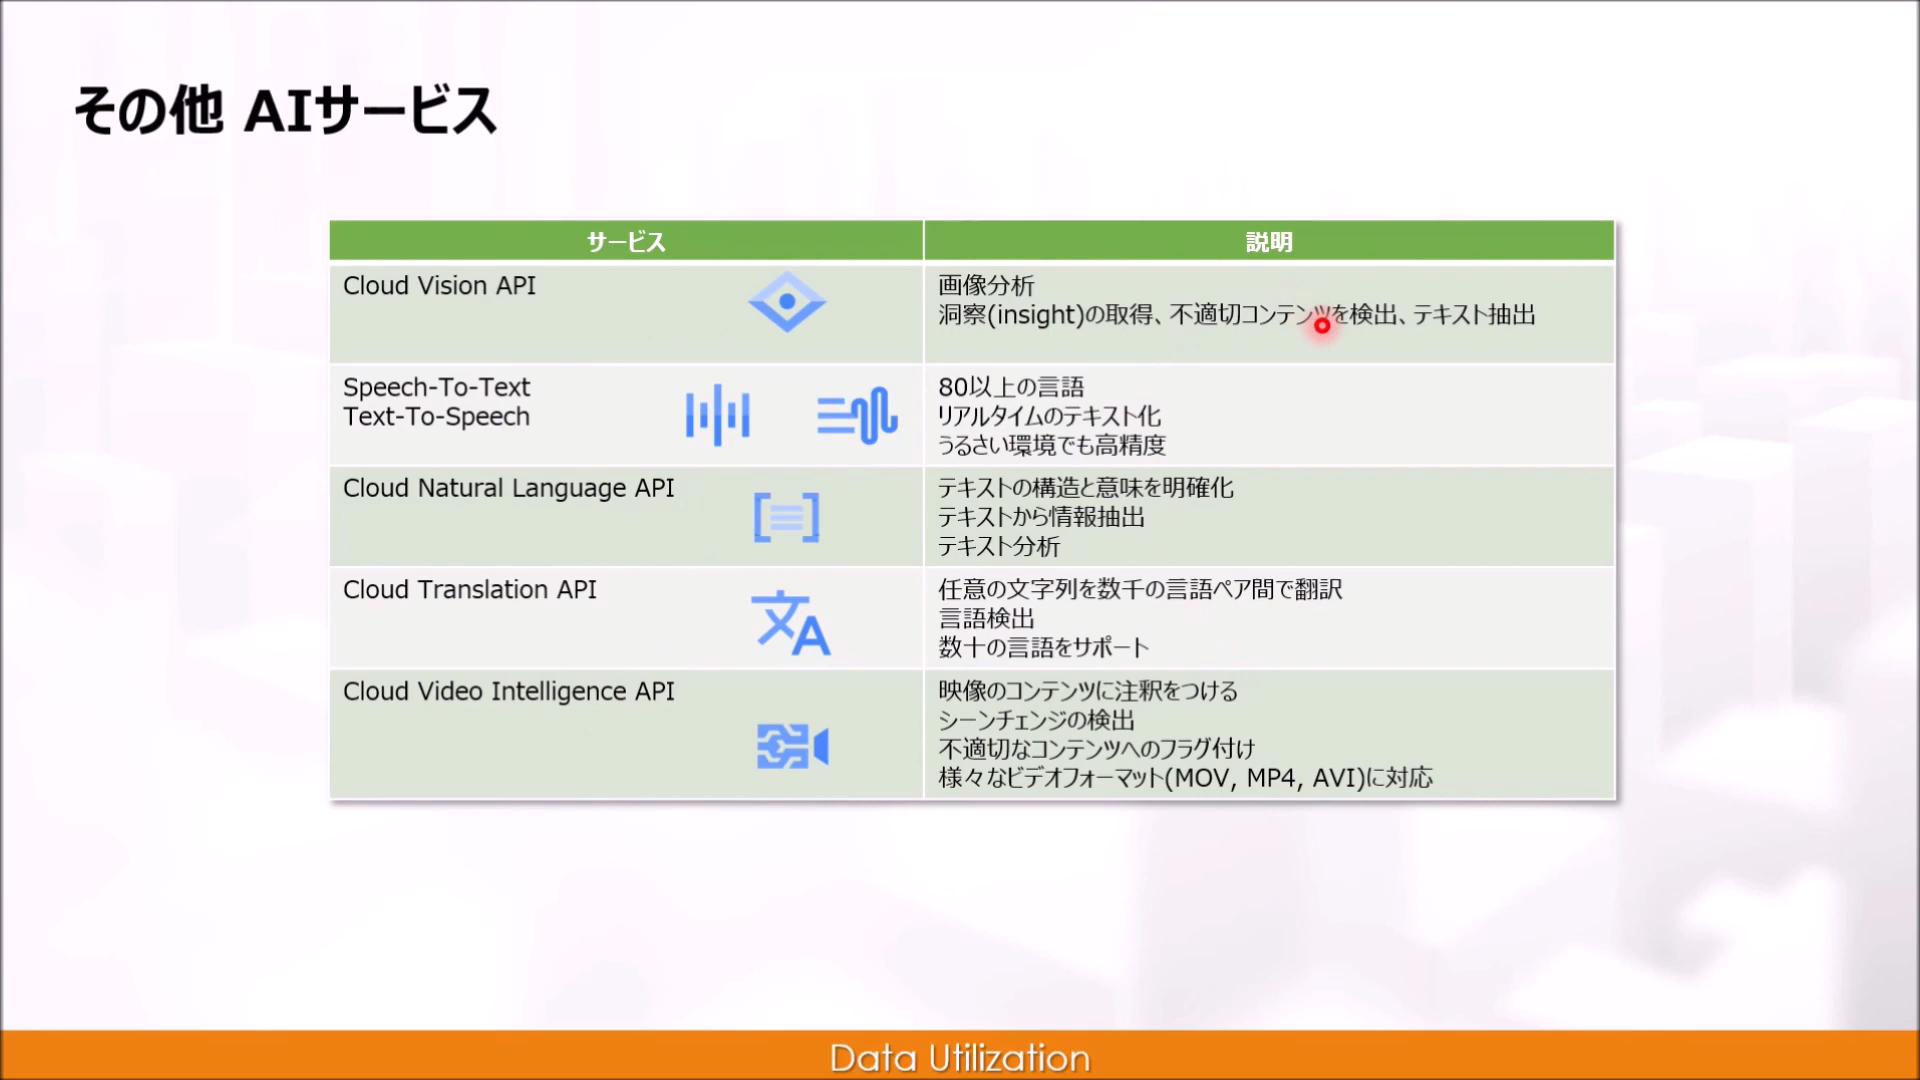 その他 AIサービス
サービス
説明
Cloud Vision API
画像分析
洞察(insight)の取得、不適切コンテンツを検出、テキスト抽出
Speech-To-Text
Text-To-Speech
80以上の言語
リアルタイムのテキスト化
うるさい環境でも高精度
Cloud Natural Language API
テキストの構造と意味を明確化
テキストから情報抽出
テキスト分析
Cloud Translation API
任意の文字列を数千の言語ペア間で翻訳
言語検出
数十の言語をサポート
Cloud Video Intelligence API
映像のコンテンツに注釈をつける
シーンチェンジの検出
不適切なコンテンツへのフラグ付け
様々なビデオフォーマット(MOV, MP4, AVI)に対応
Data Utilization